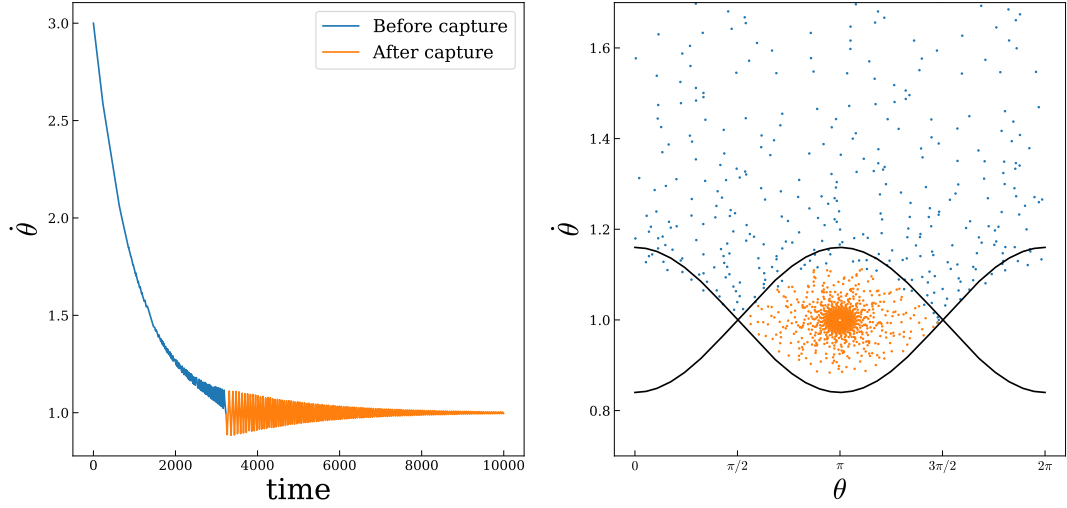 3.0
2.5
2.0
1.5
1.0
θ̇
0 2000 4000 6000 8000 10000
time
Before capture
After capture
1.6
1.4
1.2
1.0
0.8
θ̇
0 π/2 π 3π/2 2π
θ